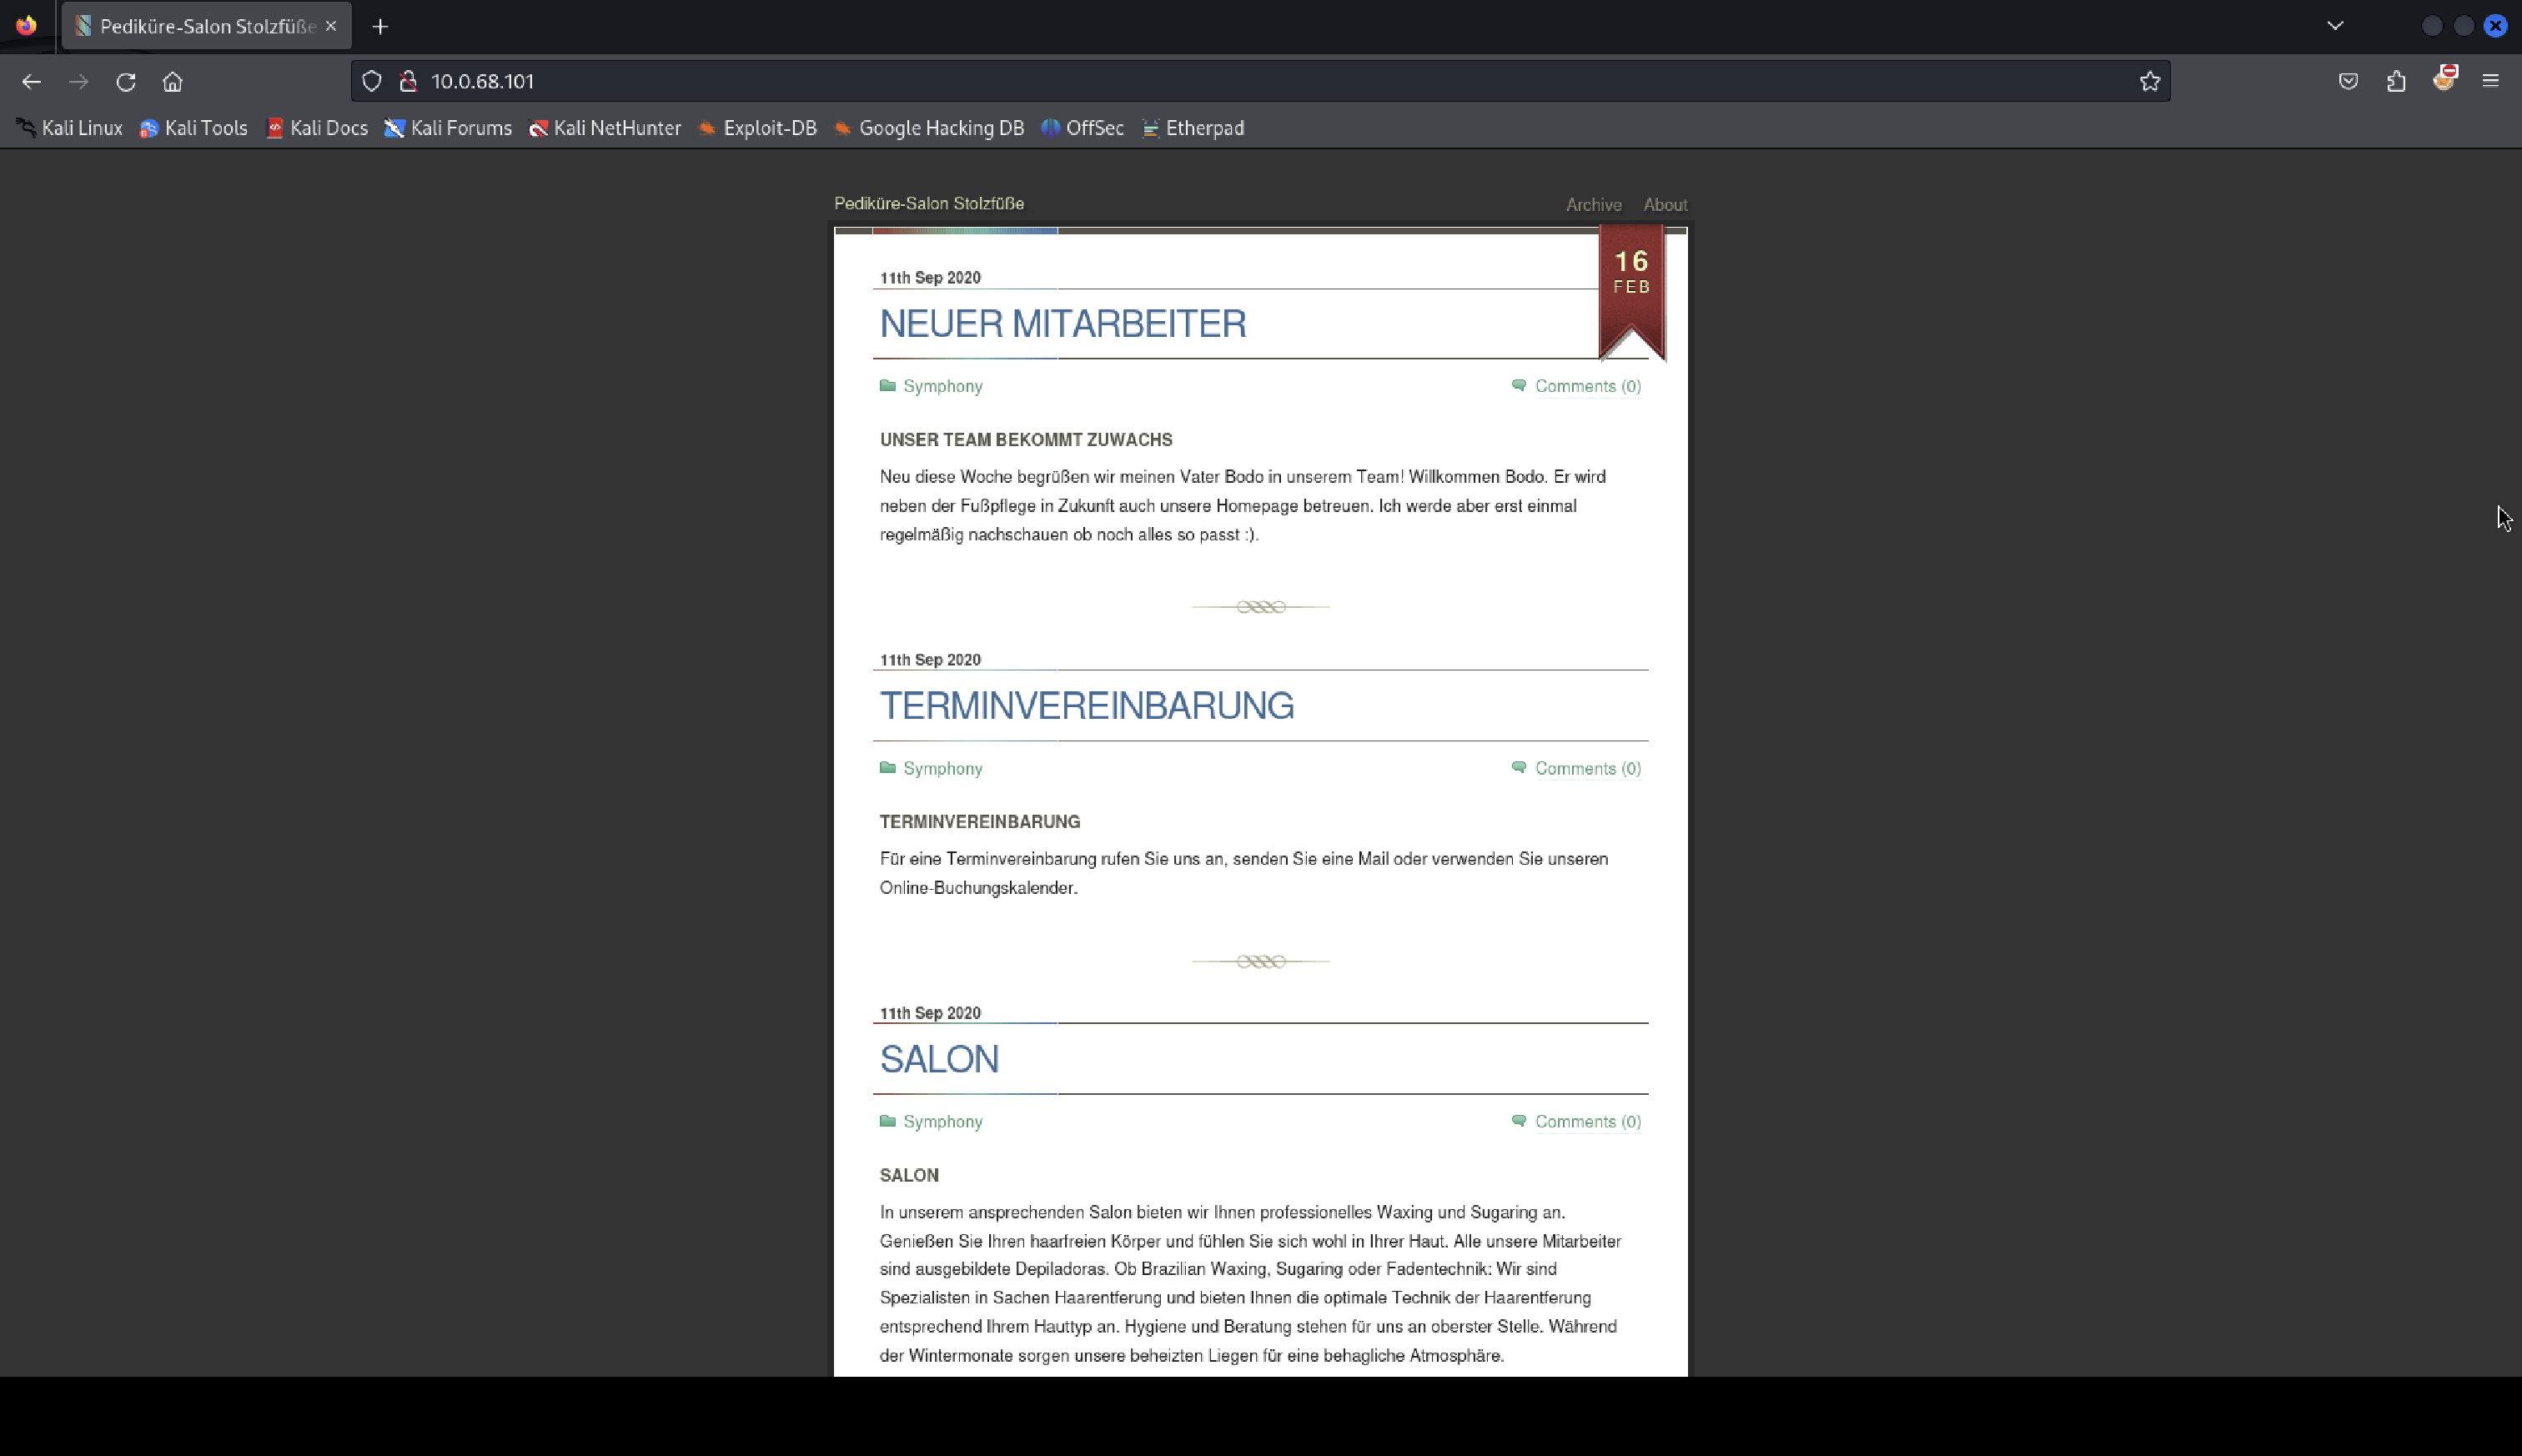 Pediküre-Salon Stolzfüße
10.0.68.101
Kali Linux Kali Tools Kali Docs Kali Forums Kali NetHunter Exploit-DB Google Hacking DB OffSec Etherpad
Pediküre-Salon Stolzfüße Archive About
16
FEB
11th Sep 2020
NEUER MITARBEITER
Symphony Comments (0)
UNSER TEAM BEKOMMT ZUWACHS
Neu diese Woche begrüßen wir meinen Vater Bodo in unserem Team! Willkommen Bodo. Er wird
neben der Fußpflege in Zukunft auch unsere Homepage betreuen. Ich werde aber erst einmal
regelmäßig nachschauen ob noch alles so passt :).
11th Sep 2020
TERMINVEREINBARUNG
Symphony Comments (0)
TERMINVEREINBARUNG
Für eine Terminvereinbarung rufen Sie uns an, senden Sie eine Mail oder verwenden Sie unseren
Online-Buchungskalender.
11th Sep 2020
SALON
Symphony Comments (0)
SALON
In unserem ansprechenden Salon bieten wir Ihnen professionelles Waxing und Sugaring an.
Genießen Sie Ihren haarfreien Körper und fühlen Sie sich wohl in Ihrer Haut. Alle unsere Mitarbeiter
sind ausgebildete Depiladoras. Ob Brazilian Waxing, Sugaring oder Fadentechnik: Wir sind
Spezialisten in Sachen Haarentferung und bieten Ihnen die optimale Technik der Haarentferung
entsprechend Ihrem Hauttyp an. Hygiene und Beratung stehen für uns an oberster Stelle. Während
der Wintermonate sorgen unsere beheizten Liegen für eine behagliche Atmosphäre.